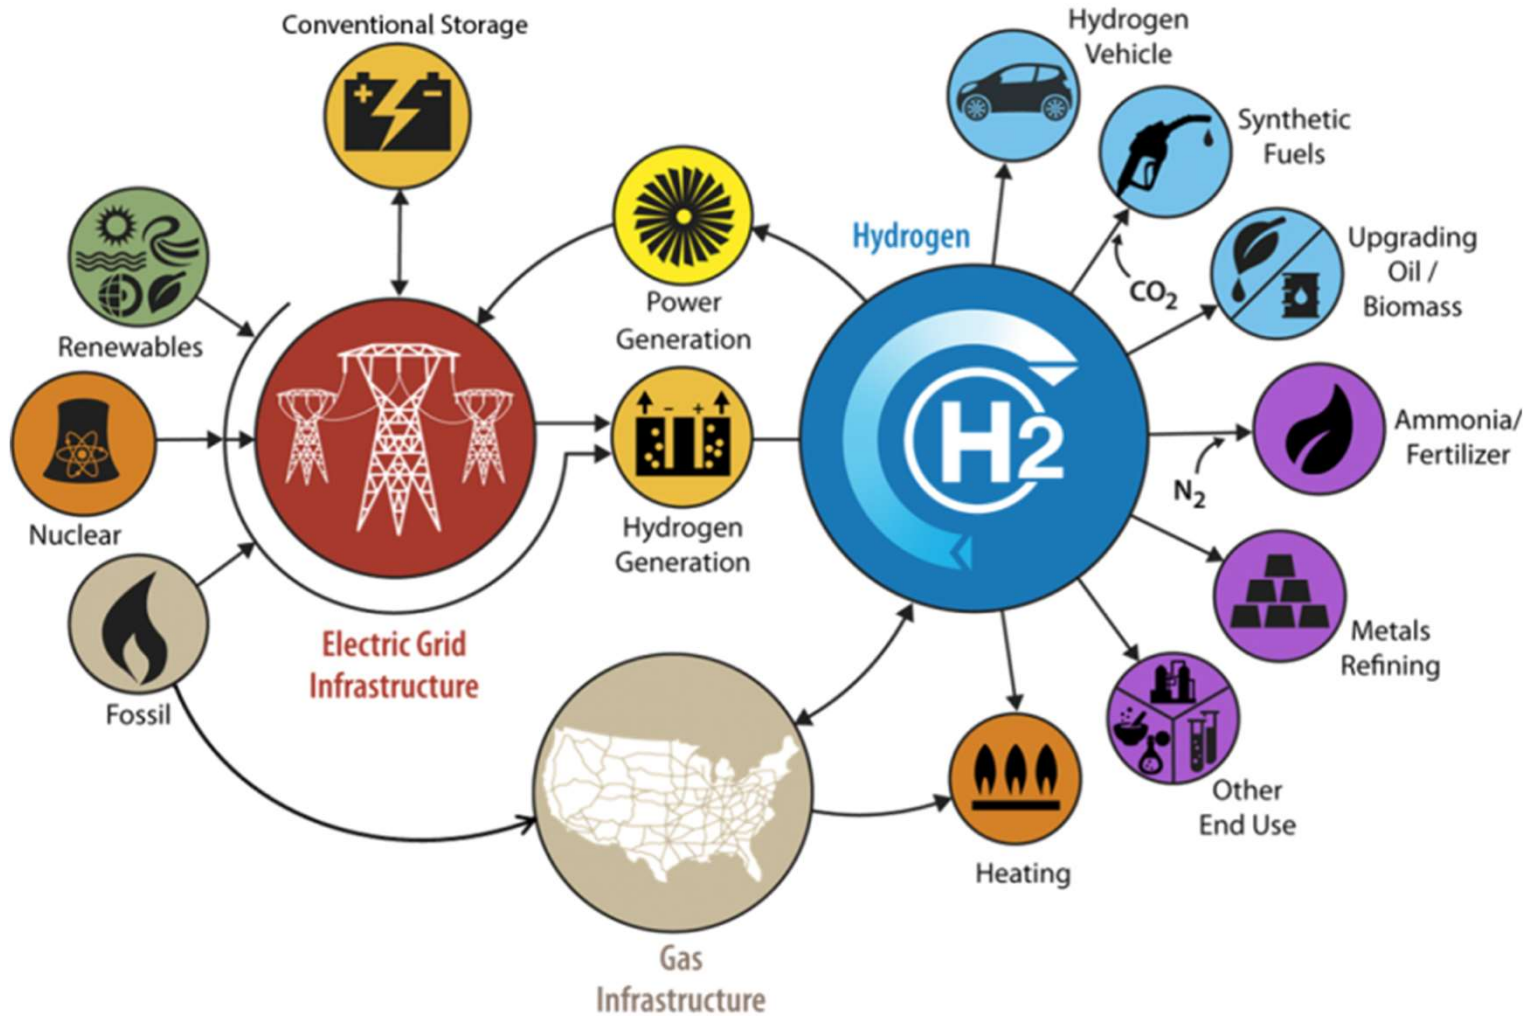 Conventional Storage
Hydrogen
Vehicle
Synthetic
Fuels
Hydrogen
Upgrading
Oil /
Biomass
CO2
Renewables
Power
Generation
+ -
- +
H2
Ammonia/
Fertilizer
N2
Nuclear
Hydrogen
Generation
Electric Grid
Infrastructure
Metals
Refining
Fossil
Other
End Use
Heating
Gas
Infrastructure